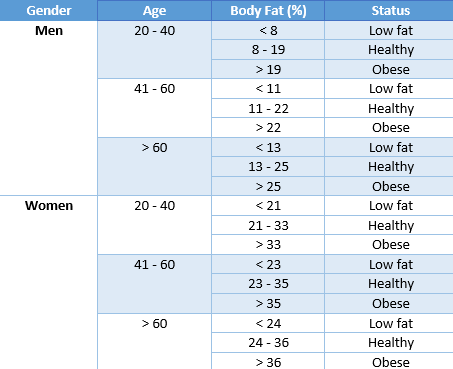 Gender Age Body Fat (%) Status
Men 20 - 40 < 8 Low fat
8 - 19 Healthy
> 19 Obese
41 - 60 < 11 Low fat
11 - 22 Healthy
> 22 Obese
> 60 < 13 Low fat
13 - 25 Healthy
> 25 Obese
Women 20 - 40 < 21 Low fat
21 - 33 Healthy
> 33 Obese
41 - 60 < 23 Low fat
23 - 35 Healthy
> 35 Obese
> 60 < 24 Low fat
24 - 36 Healthy
> 36 Obese